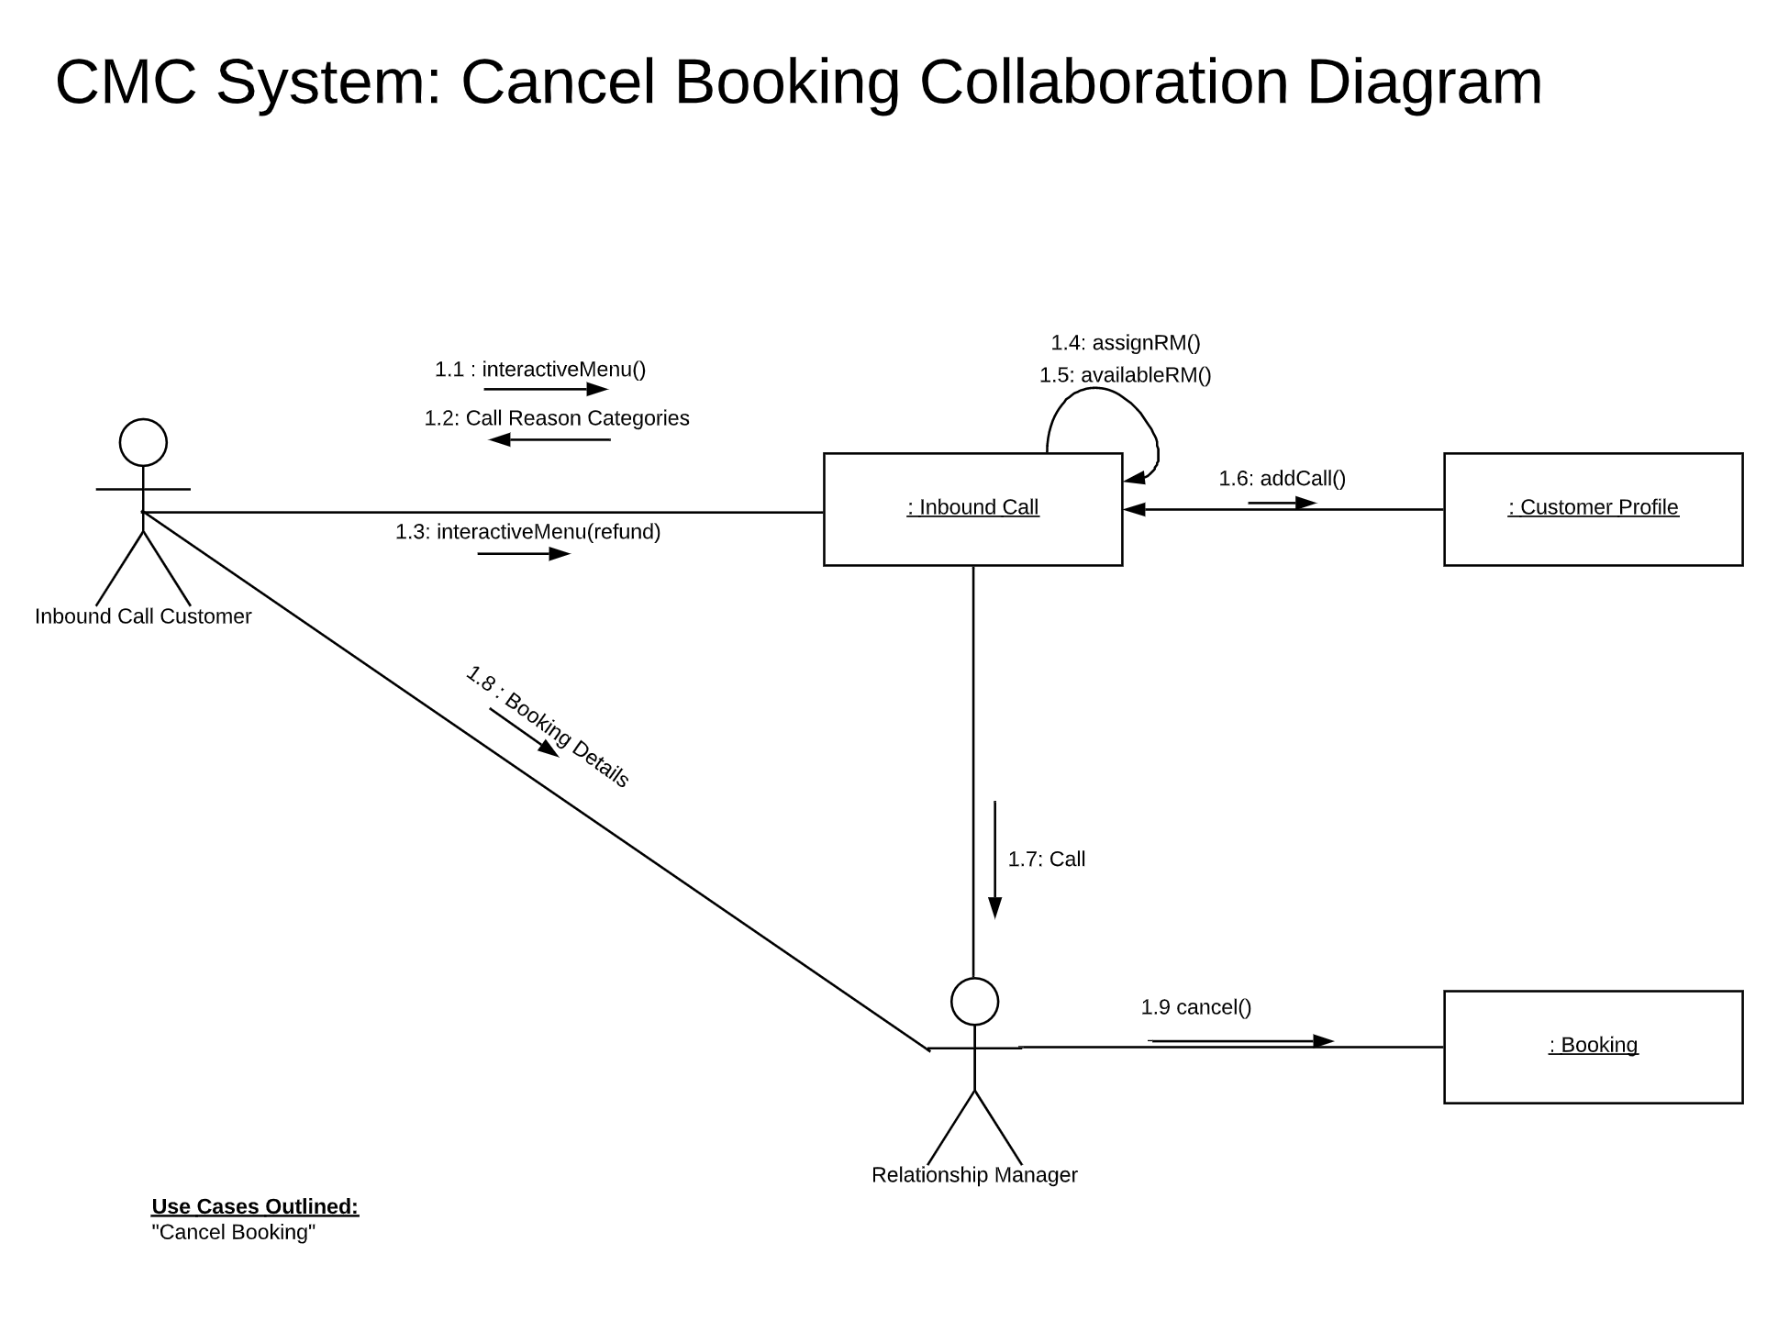 CMC System: Cancel Booking Collaboration Diagram
1.4: assignRM()
1.5: availableRM()
1.1 : interactiveMenu()
1.2: Call Reason Categories
1.6: addCall()
: Inbound Call
: Customer Profile
1.3: interactiveMenu(refund)
Inbound Call Customer
1.8 : Booking Details
1.7: Call
1.9 cancel()
: Booking
Relationship Manager
Use Cases Outlined:
"Cancel Booking"